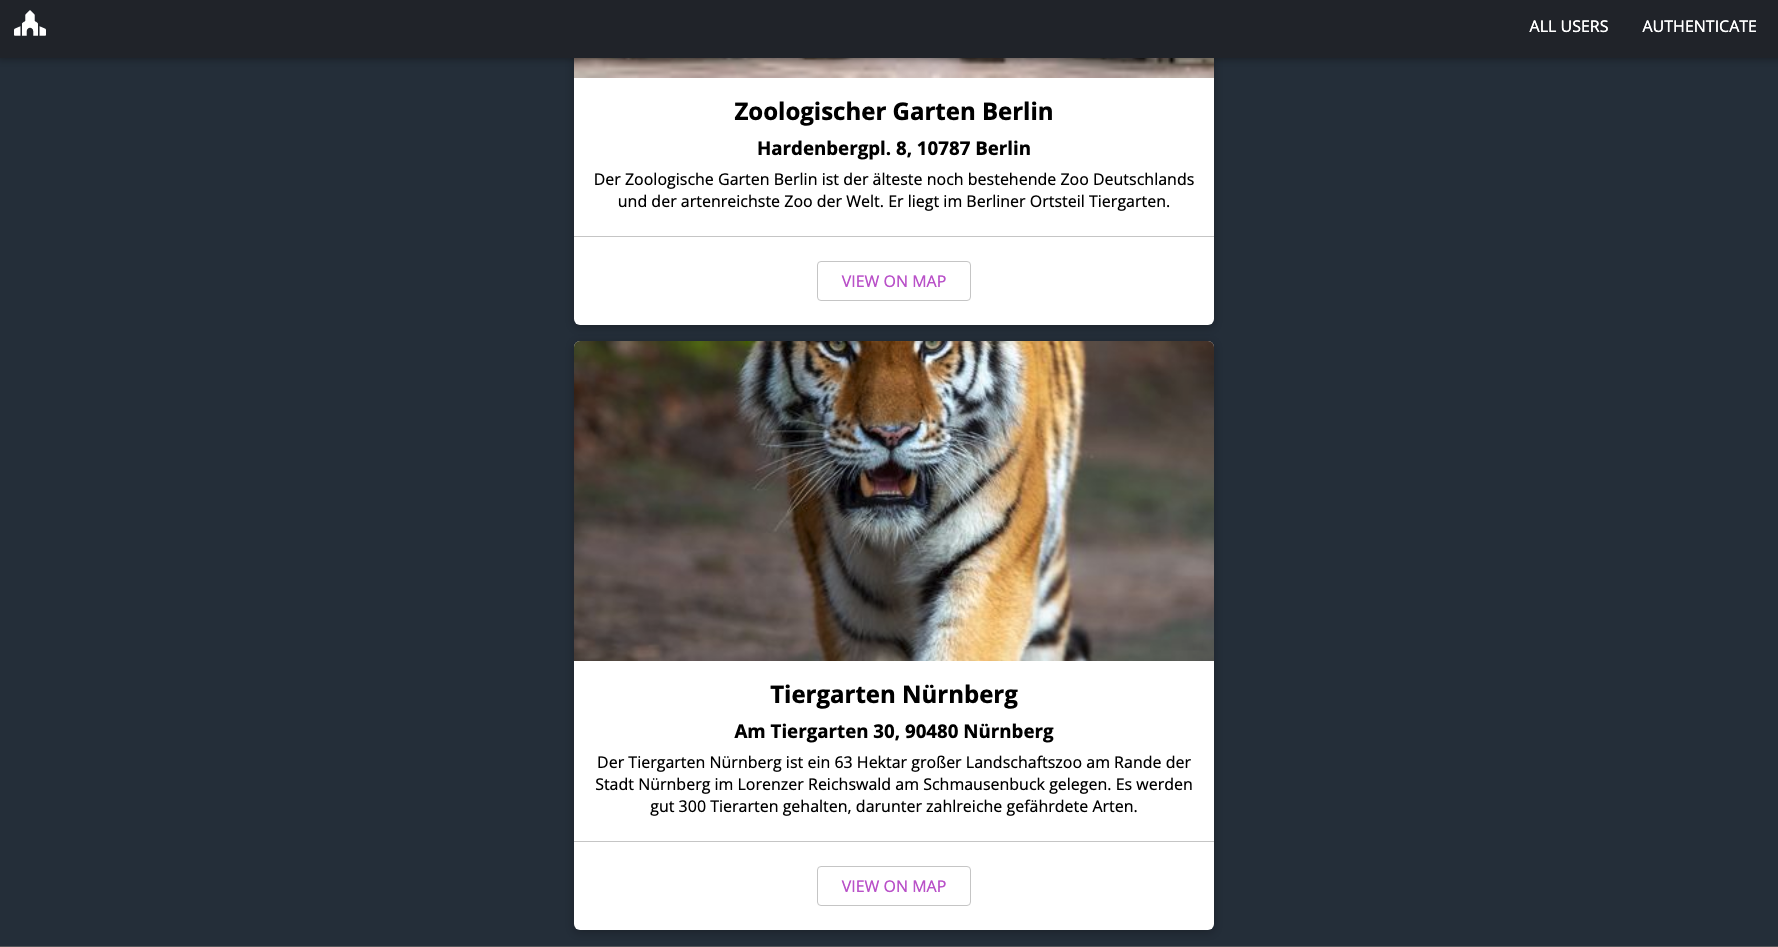 ALL USERS
AUTHENTICATE
Zoologischer Garten Berlin
Hardenbergpl. 8, 10787 Berlin
Der Zoologische Garten Berlin ist der älteste noch bestehende Zoo Deutschlands
und der artenreichste Zoo der Welt. Er liegt im Berliner Ortsteil Tiergarten.
VIEW ON MAP
Tiergarten Nürnberg
Am Tiergarten 30, 90480 Nürnberg
Der Tiergarten Nürnberg ist ein 63 Hektar großer Landschaftszoo am Rande der
Stadt Nürnberg im Lorenzer Reichswald am Schmausenbuck gelegen. Es werden
gut 300 Tierarten gehalten, darunter zahlreiche gefährdete Arten.
VIEW ON MAP